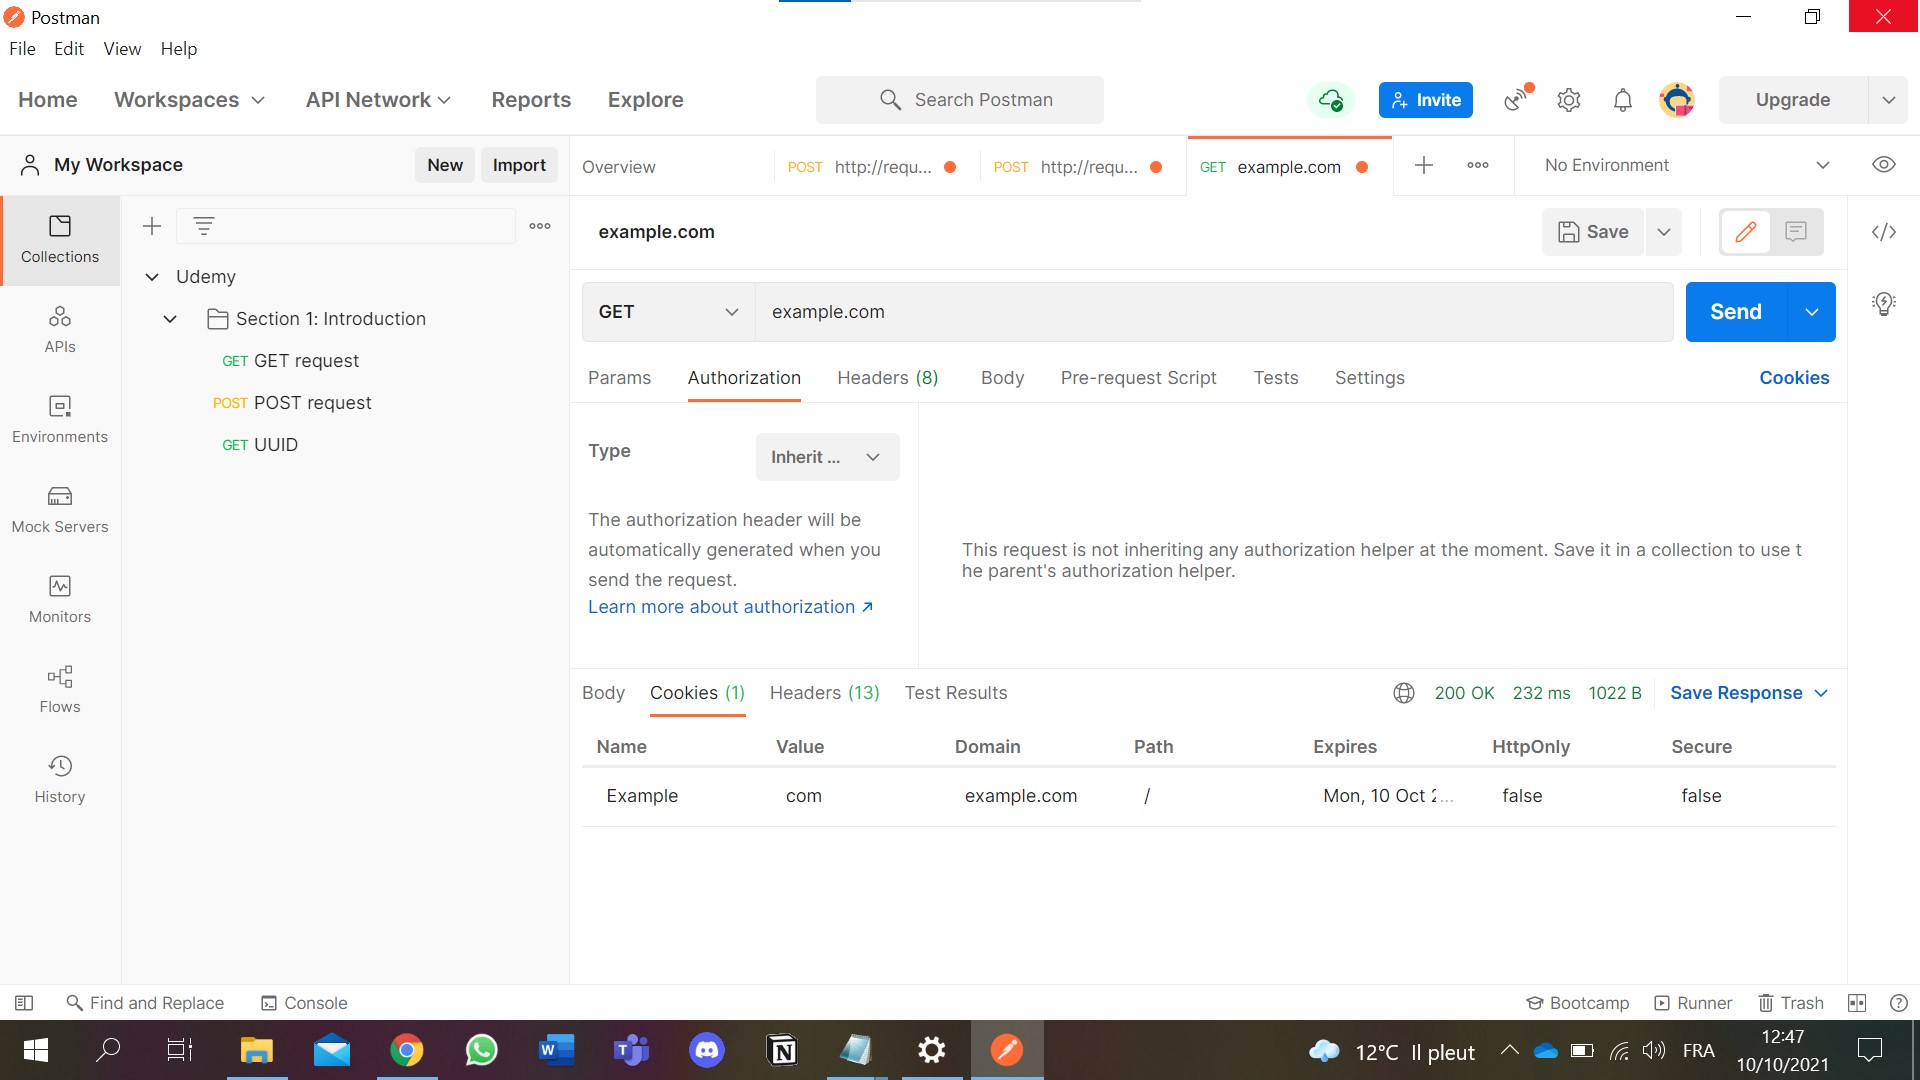 Postman
File Edit View Help
Home Workspaces API Network Reports Explore Search Postman Invite Upgrade
My Workspace New Import
Overview POST http://requ... POST http://requ... GET example.com No Environment
Collections
APIs
Environments
Mock Servers
Monitors
Flows
History
Udemy
Section 1: Introduction
GET GET request
POST POST request
GET UUID
example.com Save
GET example.com Send
Params Authorization Headers (8) Body Pre-request Script Tests Settings Cookies
Type Inherit ...
The authorization header will be
automatically generated when you
send the request.
Learn more about authorization
This request is not inheriting any authorization helper at the moment. Save it in a collection to use t
he parent's authorization helper.
Body Cookies (1) Headers (13) Test Results 200 OK 232 ms 1022 B Save Response
Name Value Domain Path Expires HttpOnly Secure
Example com example.com / Mon, 10 Oct 2... false false
Find and Replace Console Bootcamp Runner Trash
12°C Il pleut FRA 12:47
10/10/2021